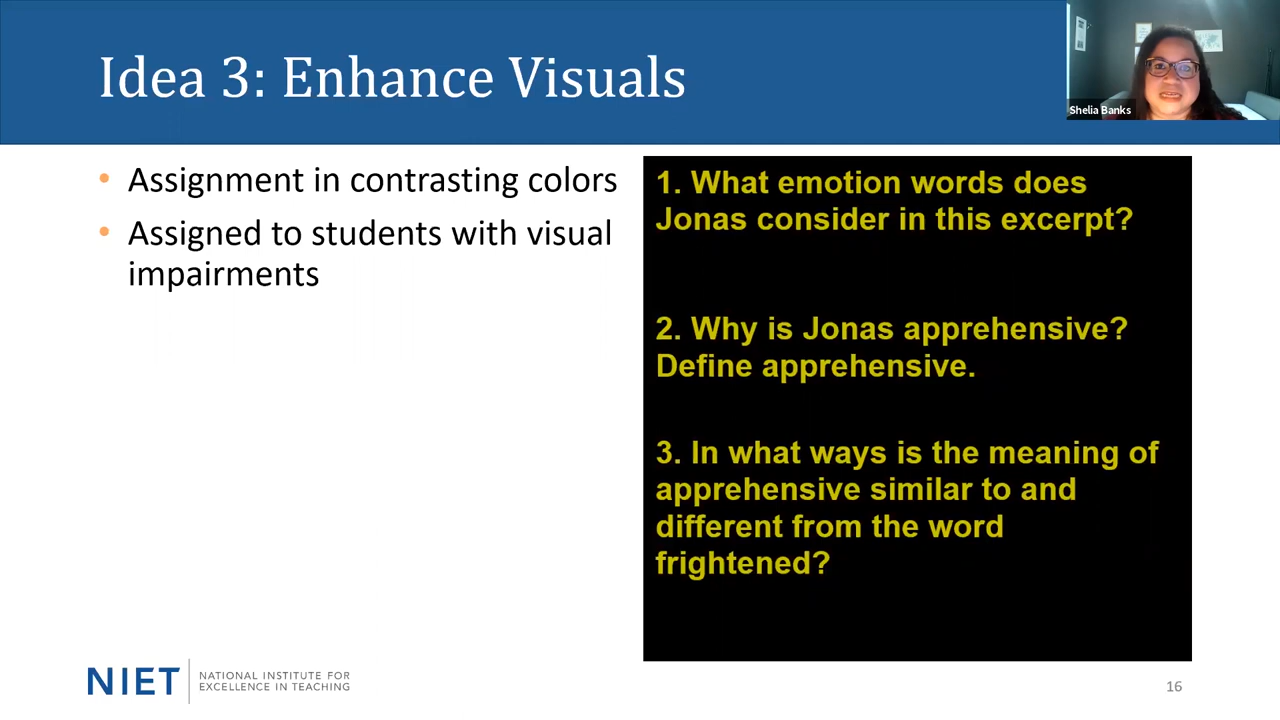 Idea 3: Enhance Visuals
Shelia Banks
• Assignment in contrasting colors
• Assigned to students with visual
impairments
1. What emotion words does
Jonas consider in this excerpt?
2. Why is Jonas apprehensive?
Define apprehensive.
3. In what ways is the meaning of
apprehensive similar to and
different from the word
frightened?
NIET
NATIONAL INSTITUTE FOR
EXCELLENCE IN TEACHING
16